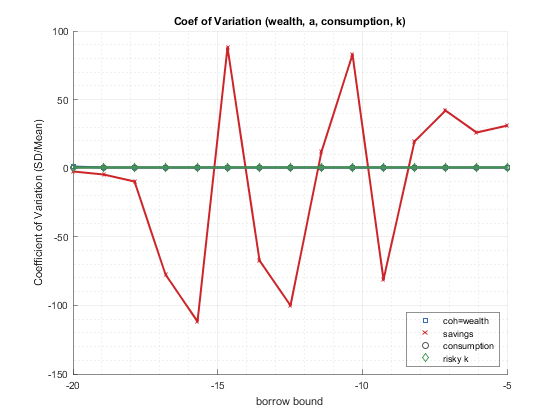 Coef of Variation (wealth, a, consumption, k)
100
50
0
-50
-100
-150
Coefficient of Variation (SD/Mean)
coh=wealth
savings
consumption
risky k
-20
-15
-10
-5
borrow bound